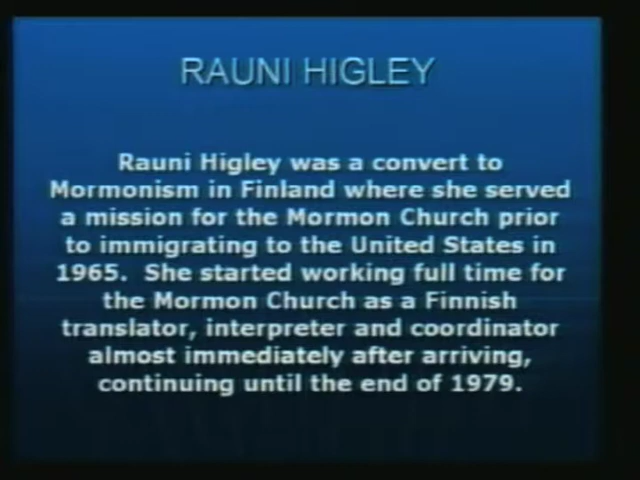 RAUNI HIGLEY
Rauni Higley was a convert to
Mormonism in Finland where she served
a mission for the Mormon Church prior
to immigrating to the United States in
1965. She started working full time for
the Mormon Church as a Finnish
translator, interpreter and coordinator
almost immediately after arriving,
continuing until the end of 1979.